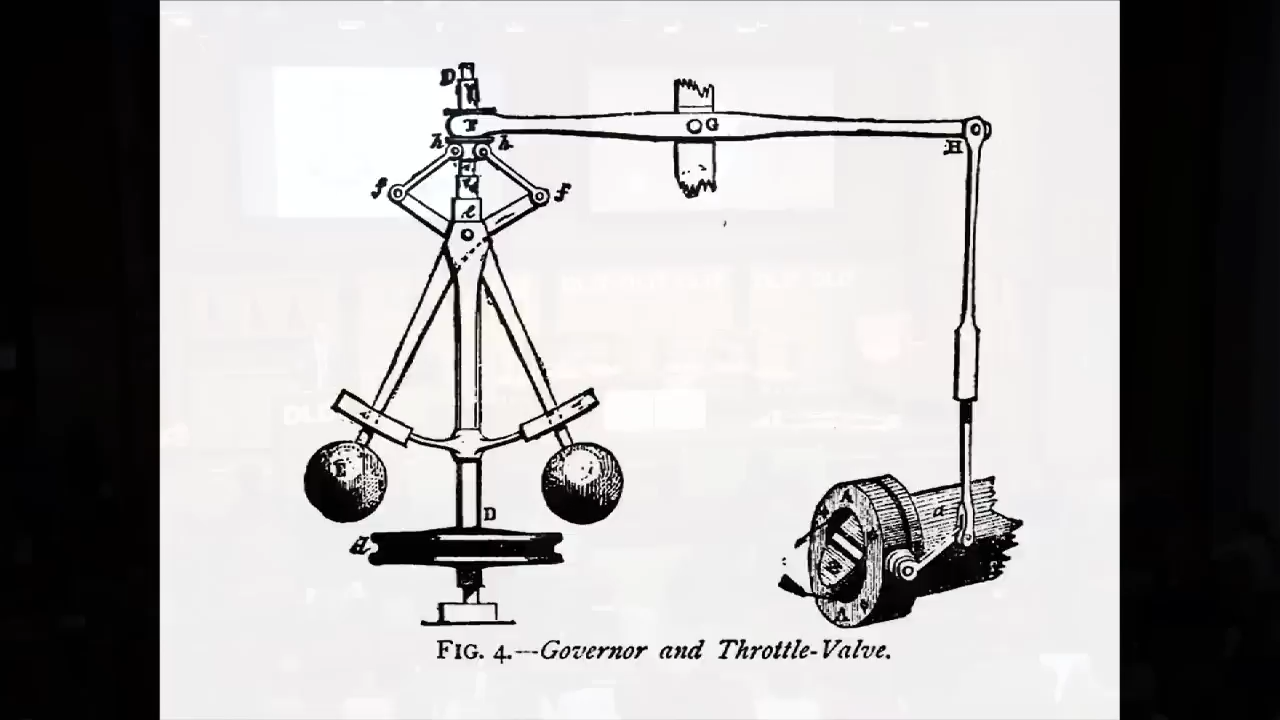 D
F
G
h
h
H
f
f
e
D
d
a
A
Z
A
FIG. 4.—Governor and Throttle-Valve.